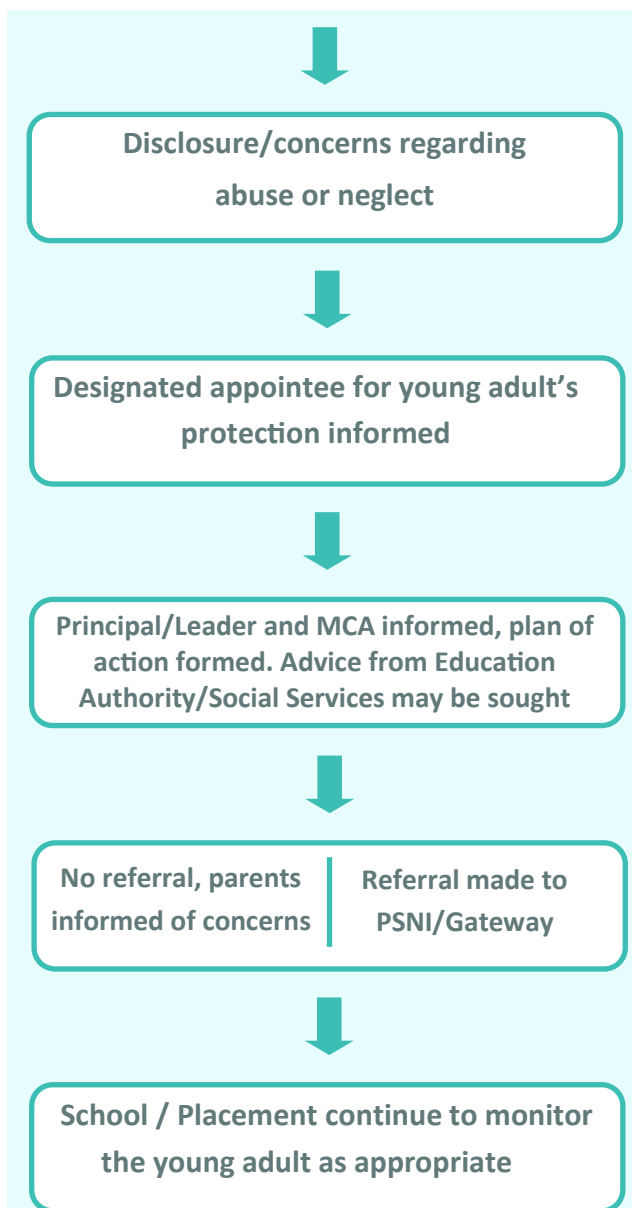 Disclosure/concerns regarding
abuse or neglect
Designated appointee for young adult’s
protection informed
Principal/Leader and MCA informed, plan of
action formed. Advice from Education
Authority/Social Services may be sought
No referral, parents
informed of concerns
Referral made to
PSNI/Gateway
School / Placement continue to monitor
the young adult as appropriate